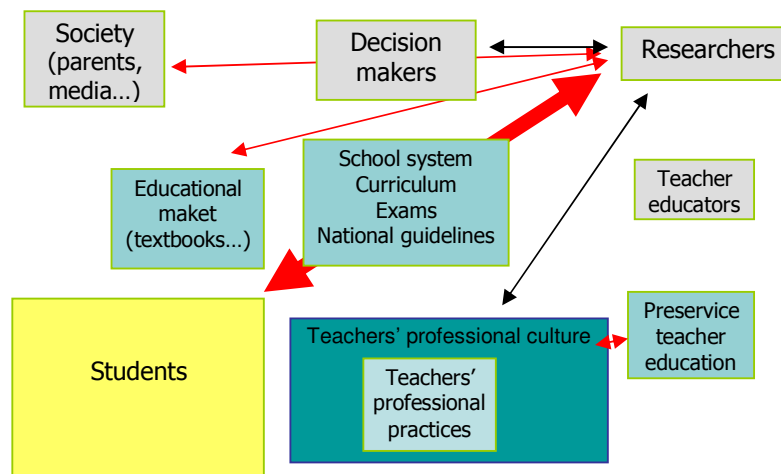 Society
(parents,
media…)
Decision
makers
Researchers
School system
Curriculum
Exams
National guidelines
Educational
maket
(textbooks…)
Teacher
educators
Students
Teachers’ professional culture
Teachers’
professional
practices
Preservice
teacher
education